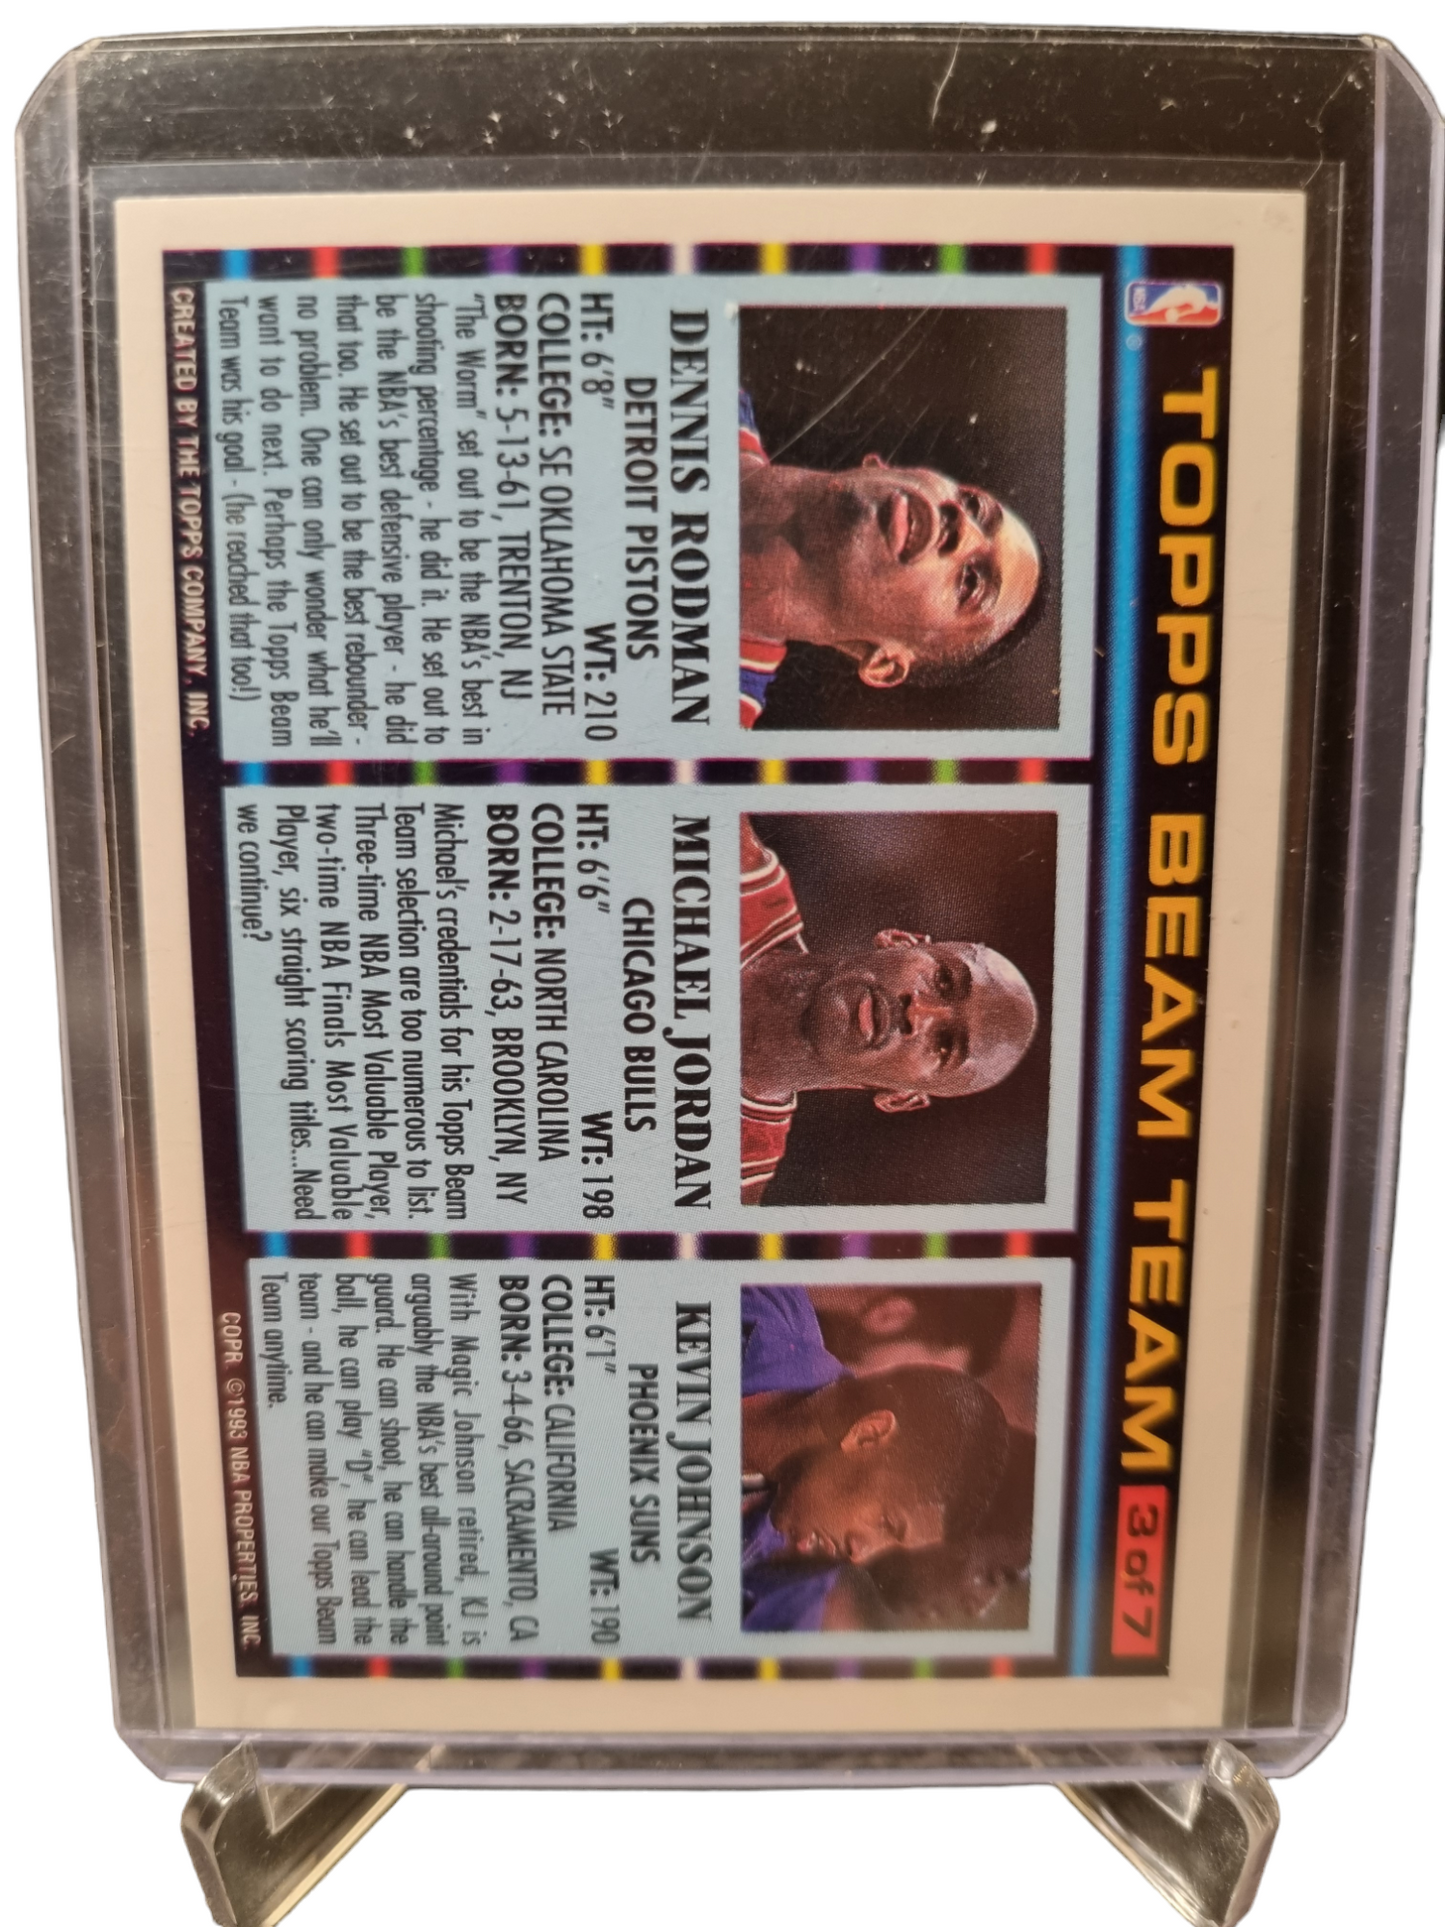 NBA
TOPPS BEAM TEAM 3 of 7
DENNIS RODMAN
DETROIT PISTONS
HT: 6'8" WT: 210
COLLEGE: SE OKLAHOMA STATE
BORN: 5-13-61, TRENTON, NJ
"The Worm" set out to be the NBA's best in
shooting percentage - he did it. He set out to
be the NBA's best defensive player - he did
that too. He set out to be the best rebounder -
no problem. One can only wonder what he'll
want to do next. Perhaps the Topps Beam
Team was his goal - (he reached that too!)
MICHAEL JORDAN
CHICAGO BULLS
HT: 6'6" WT: 198
COLLEGE: NORTH CAROLINA
BORN: 2-17-63, BROOKLYN, NY
Michael's credentials for his Topps Beam
Team selection are too numerous to list.
Three-time NBA Most Valuable Player,
two-time NBA Finals Most Valuable
Player, six straight scoring titles...Need
we continue?
KEVIN JOHNSON
PHOENIX SUNS
HT: 6'1" WT: 190
COLLEGE: CALIFORNIA
BORN: 3-4-66, SACRAMENTO, CA
With Magic Johnson retired, KJ is
arguably the NBA's best all-around point
guard. He can shoot, he can handle the
ball, he can play "D", he can lead the
team - and he can make our Topps Beam
Team anytime.
CREATED BY THE TOPPS COMPANY, INC.
COPR. ©1993 NBA PROPERTIES, INC.